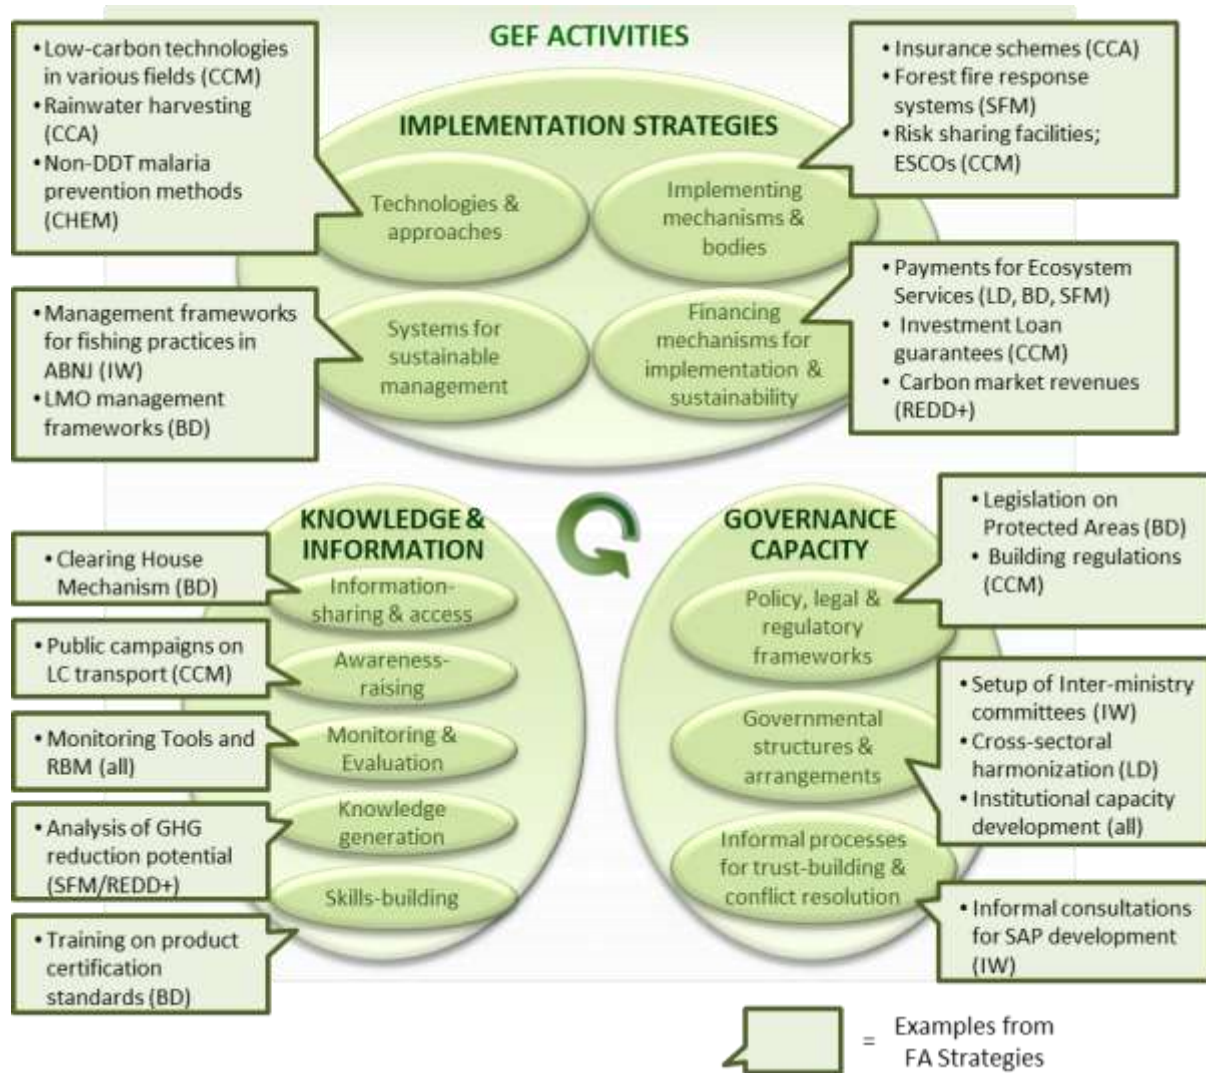 GEF ACTIVITIES
• Low-carbon technologies
in various fields (CCM)
• Rainwater harvesting
(CCA)
• Non-DDT malaria
prevention methods
(CHEM)
• Insurance schemes (CCA)
• Forest fire response
systems (SFM)
• Risk sharing facilities;
ESCOs (CCM)
IMPLEMENTATION STRATEGIES
Technologies &
approaches
Implementing
mechanisms &
bodies
• Management frameworks
for fishing practices in
ABNJ (IW)
• LMO management
frameworks (BD)
Systems for
sustainable
management
Financing
mechanisms for
implementation &
sustainability
• Payments for Ecosystem
Services (LD, BD, SFM)
• Investment Loan
guarantees (CCM)
• Carbon market revenues
(REDD+)
KNOWLEDGE &
INFORMATION
• Clearing House
Mechanism (BD)
Information-
sharing & access
• Public campaigns on
LC transport (CCM)
Awareness-
raising
• Monitoring Tools and
RBM (all)
Monitoring &
Evaluation
• Analysis of GHG
reduction potential
(SFM/REDD+)
Knowledge
generation
• Training on product
certification
standards (BD)
Skills-building
GOVERNANCE
CAPACITY
Policy, legal &
regulatory
frameworks
• Legislation on
Protected Areas (BD)
• Building regulations
(CCM)
Governmental
structures &
arrangements
• Setup of Inter-ministry
committees (IW)
• Cross-sectoral
harmonization (LD)
• Institutional capacity
development (all)
Informal processes
for trust-building &
conflict resolution
• Informal consultations
for SAP development
(IW)
= Examples from
FA Strategies